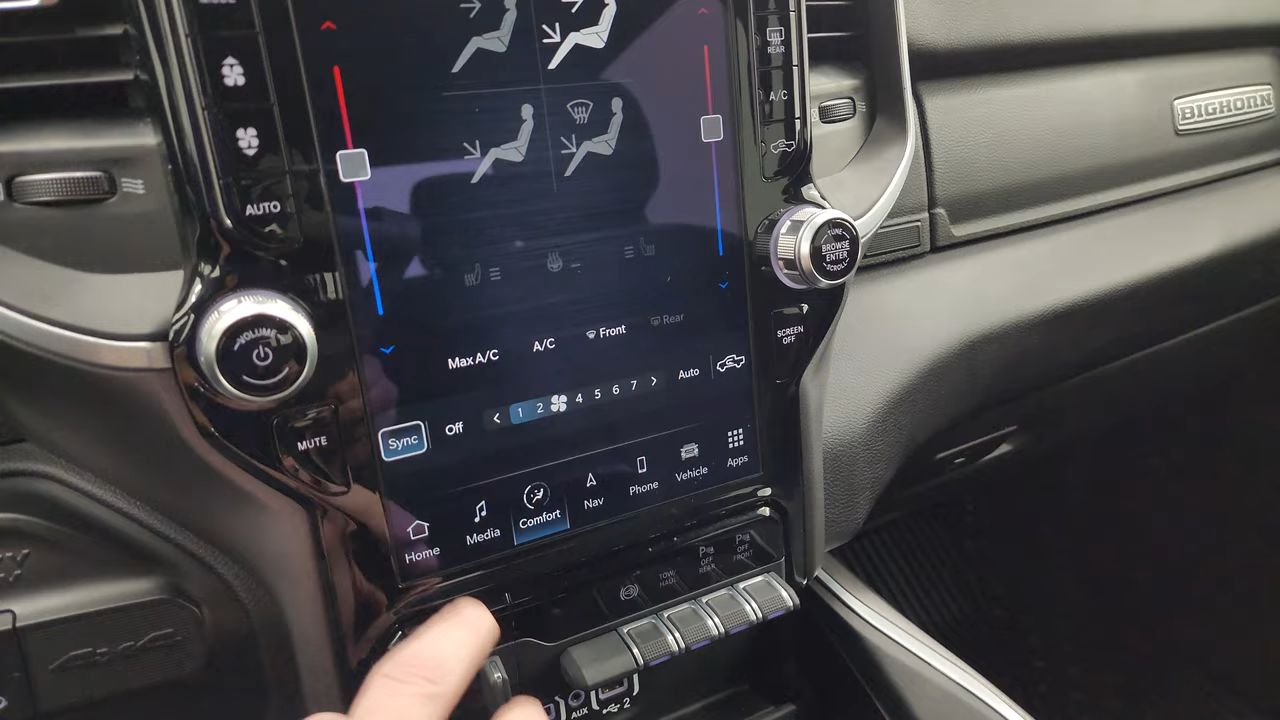 REAR
A/C
BIGHORN
AUTO
TUNE
BROWSE
ENTER
SCROLL
VOLUME
SCREEN
OFF
MUTE
Max A/C
A/C
Front
Rear
Sync
Off
< 1 2 4 5 6 7 >
Auto
Home
Media
Comfort
Nav
Phone
Vehicle
Apps
TOW/
HAUL
P
OFF
REAR
P
OFF
FRONT
AUX
2